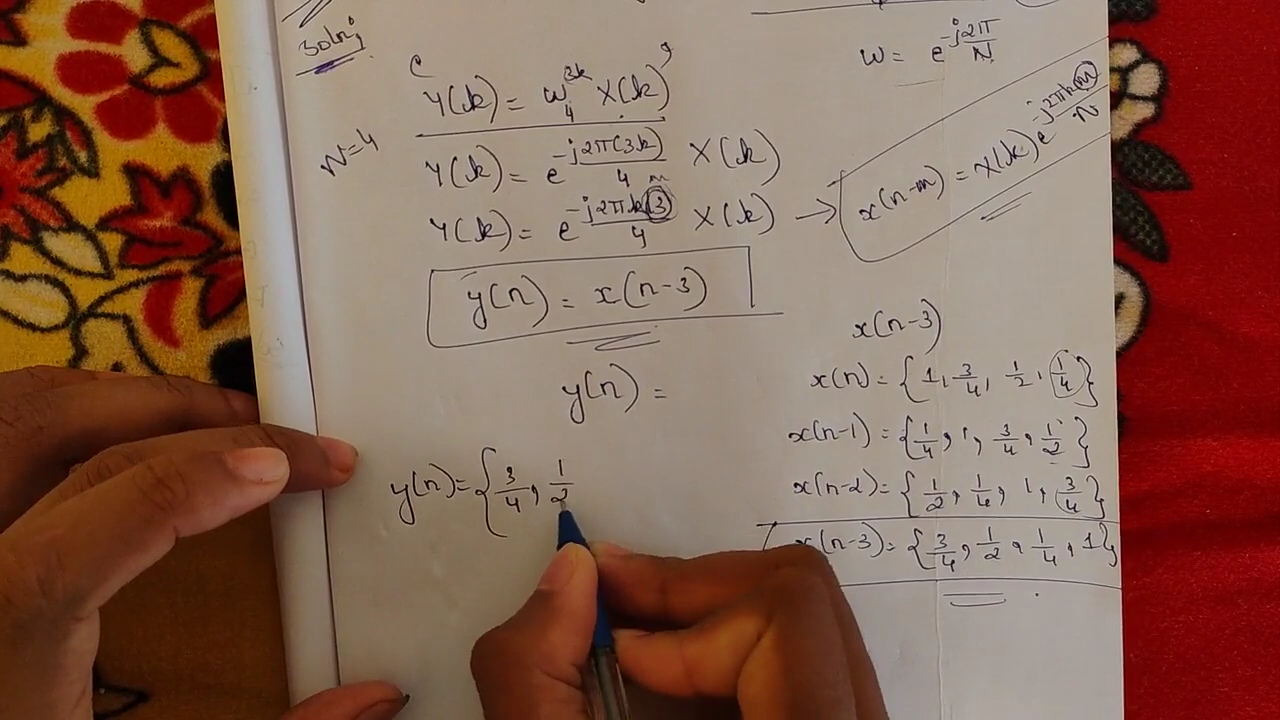 Soln;
Y(k) = W₄^3k X(k)
N=4
Y(k) = e^(-j2π(3k)/4) X(k)
m
Y(k) = e^(-j2πk(3)/4) X(k) →
y(n) = x(n-3)
y(n) =
y(n)= {3/4, 1/2
W = e^(-j2π/N)
x(n-m) = X(k) e^(-j2πkm/N)
x(n-3)
x(n) = {1, 3/4, 1/2, 1/4}
x(n-1) = {1/4, 1, 3/4, 1/2}
x(n-2) = {1/2, 1/4, 1, 3/4}
x(n-3) = {3/4, 1/2, 1/4, 1}